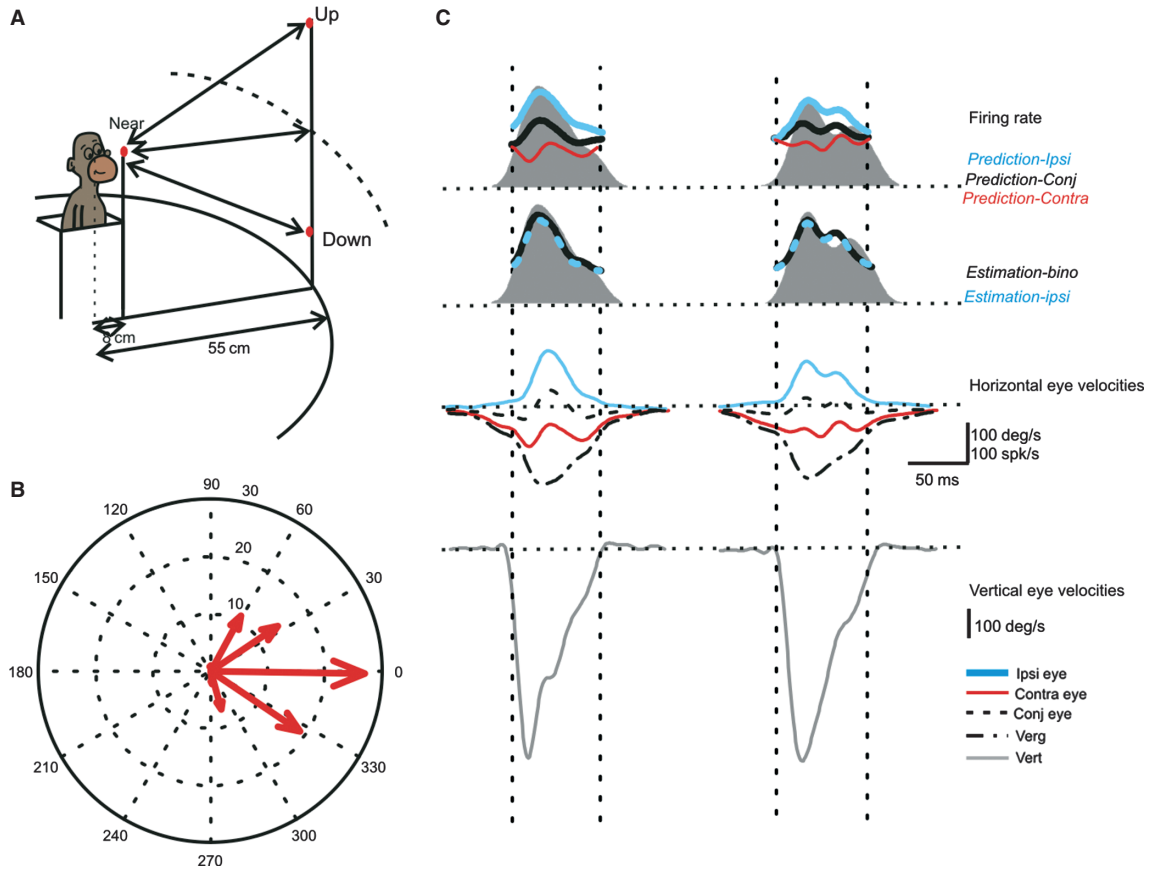 A
Up
Near
Down
8 cm
55 cm
B
90
30
120
60
20
150
30
10
180
0
210
330
240
300
270
C
Firing rate
Prediction-Ipsi
Prediction-Conj
Prediction-Contra
Estimation-bino
Estimation-ipsi
Horizontal eye velocities
100 deg/s
100 spk/s
50 ms
Vertical eye velocities
100 deg/s
Ipsi eye
Contra eye
Conj eye
Verg
Vert